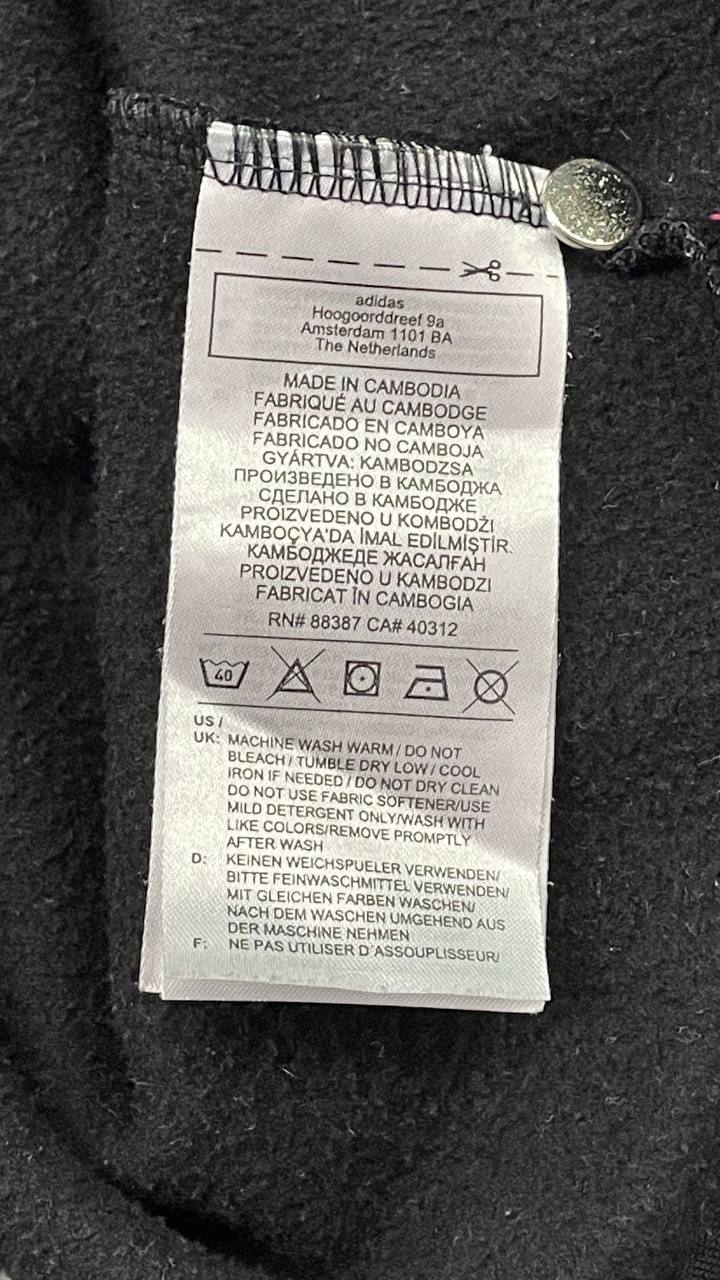 adidas
Hoogoorddreef 9a
Amsterdam 1101 BA
The Netherlands
MADE IN CAMBODIA
FABRIQUÉ AU CAMBODGE
FABRICADO EN CAMBOYA
FABRICADO NO CAMBOJA
GYÁRTVA: KAMBODZSA
ПРОИЗВЕДЕНО В КАМБОДЖА
СДЕЛАНО В КАМБОДЖЕ
PROIZVEDENO U KOMBODŽI
KAMBOÇYA'DA İMAL EDİLMİŞTİR.
КАМБОДЖЕДЕ ЖАСАЛҒАН
PROIZVEDENO U KAMBODZI
FABRICAT ÎN CAMBOGIA
RN# 88387 CA# 40312
40
US /
UK: MACHINE WASH WARM / DO NOT
BLEACH / TUMBLE DRY LOW / COOL
IRON IF NEEDED / DO NOT DRY CLEAN
DO NOT USE FABRIC SOFTENER/USE
MILD DETERGENT ONLY/WASH WITH
LIKE COLORS/REMOVE PROMPTLY
AFTER WASH
D: KEINEN WEICHSPUELER VERWENDEN/
BITTE FEINWASCHMITTEL VERWENDEN/
MIT GLEICHEN FARBEN WASCHEN/
NACH DEM WASCHEN UMGEHEND AUS
DER MASCHINE NEHMEN
F: NE PAS UTILISER D'ASSOUPLISSEUR/